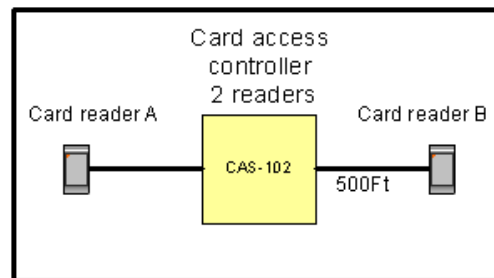 Card access
controller
2 readers
Card reader A
Card reader B
CAS-102
500Ft